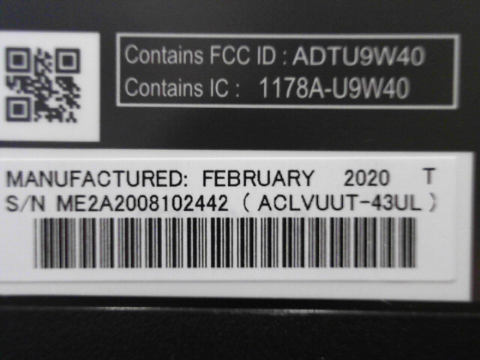 Contains FCC ID : ADTU9W40
Contains IC : 1178A-U9W40
MANUFACTURED: FEBRUARY 2020 T
S/N ME2A2008102442 ( ACLVUUT-43UL )